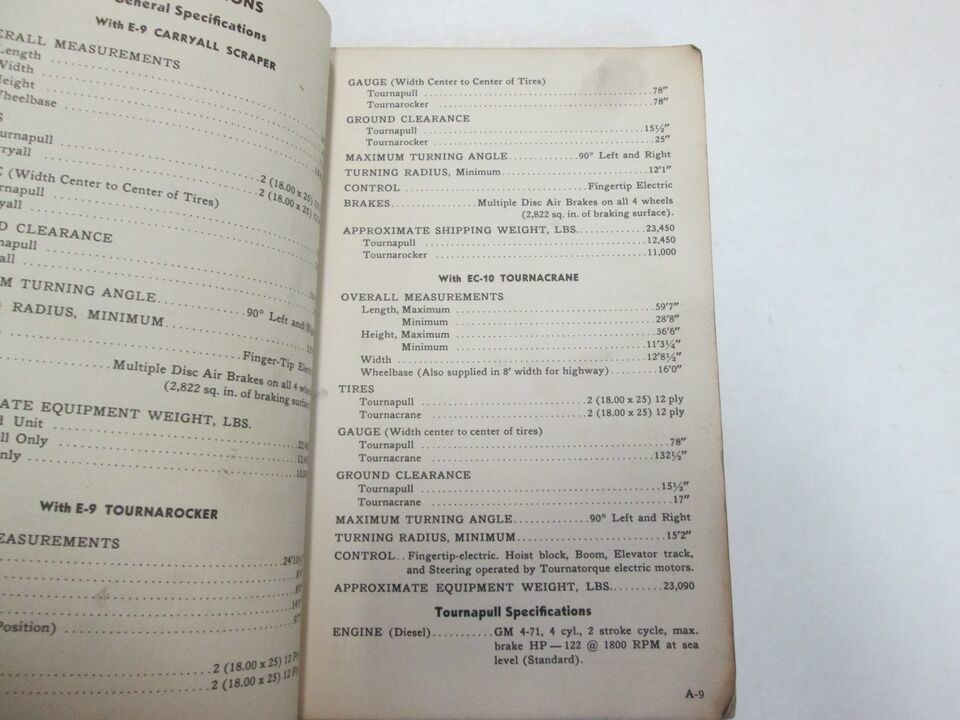 General Specifications
With E-9 CARRYALL SCRAPER
MEASUREMENTS
Length
Width
Wheelbase
2 (18.00 x 25) 12
2 (18.00 x 25) 12
(Width Center to Center of Tires)
CLEARANCE
TURNING ANGLE............90° Left and
RADIUS, MINIMUM
Finger-Tip
Multiple Disc Air Brakes on all 4 wheels
(2,822 sq. in. of braking surface
EQUIPMENT WEIGHT, LBS.
Unit
Only
With E-9 TOURNAROCKER
MEASUREMENTS
2 (18.00 x 25) 12 Ply
2 (18.00 x 25) 12 Ply
GAUGE (Width Center to Center of Tires)
Tournapull ........................................78"
Tournarocker ........................................78"
GROUND CLEARANCE
Tournapull ........................................15½"
Tournarocker ........................................25"
MAXIMUM TURNING ANGLE............90° Left and Right
TURNING RADIUS, Minimum........................12'1"
CONTROL ................................Fingertip Electric
BRAKES....................Multiple Disc Air Brakes on all 4 wheels
(2,822 sq. in. of braking surface).
APPROXIMATE SHIPPING WEIGHT, LBS.............23,450
Tournapull ........................................12,450
Tournarocker ........................................11,000
With EC-10 TOURNACRANE
OVERALL MEASUREMENTS
Length, Maximum ................................59'7"
Minimum ................................28'8"
Height, Maximum ................................36'6"
Minimum ................................11'3¼"
Width ........................................12'8½"
Wheelbase (Also supplied in 8' width for highway)........16'0"
TIRES
Tournapull ............................2 (18.00 x 25) 12 ply
Tournacrane ............................2 (18.00 x 25) 12 ply
GAUGE (Width center to center of tires)
Tournapull ........................................78"
Tournacrane ........................................132½"
GROUND CLEARANCE
Tournapull ........................................15½"
Tournacrane ........................................17"
MAXIMUM TURNING ANGLE............90° Left and Right
TURNING RADIUS, MINIMUM........................15'2"
CONTROL..Fingertip-electric. Hoist block, Boom, Elevator track,
and Steering operated by Tournatorque electric motors.
APPROXIMATE EQUIPMENT WEIGHT, LBS..........23,090
Tournapull Specifications
ENGINE (Diesel)..........GM 4-71, 4 cyl., 2 stroke cycle, max.
brake HP — 122 @ 1800 RPM at sea
level (Standard).
A-9